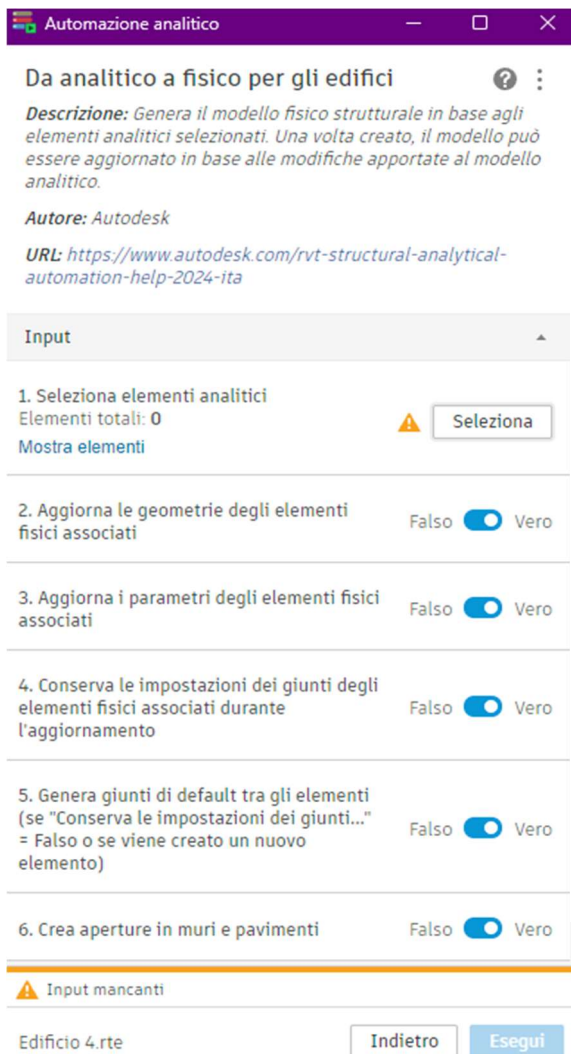 Automazione analitico
Da analitico a fisico per gli edifici
Descrizione: Genera il modello fisico strutturale in base agli
elementi analitici selezionati. Una volta creato, il modello può
essere aggiornato in base alle modifiche apportate al modello
analitico.
Autore: Autodesk
URL: https://www.autodesk.com/rvt-structural-analytical-
automation-help-2024-ita
Input
1. Seleziona elementi analitici
Elementi totali: 0
Mostra elementi
Seleziona
2. Aggiorna le geometrie degli elementi
fisici associati
Falso Vero
3. Aggiorna i parametri degli elementi fisici
associati
Falso Vero
4. Conserva le impostazioni dei giunti degli
elementi fisici associati durante
l'aggiornamento
Falso Vero
5. Genera giunti di default tra gli elementi
(se "Conserva le impostazioni dei giunti..."
= Falso o se viene creato un nuovo
elemento)
Falso Vero
6. Crea aperture in muri e pavimenti
Falso Vero
Input mancanti
Edificio 4.rte
Indietro
Esegui